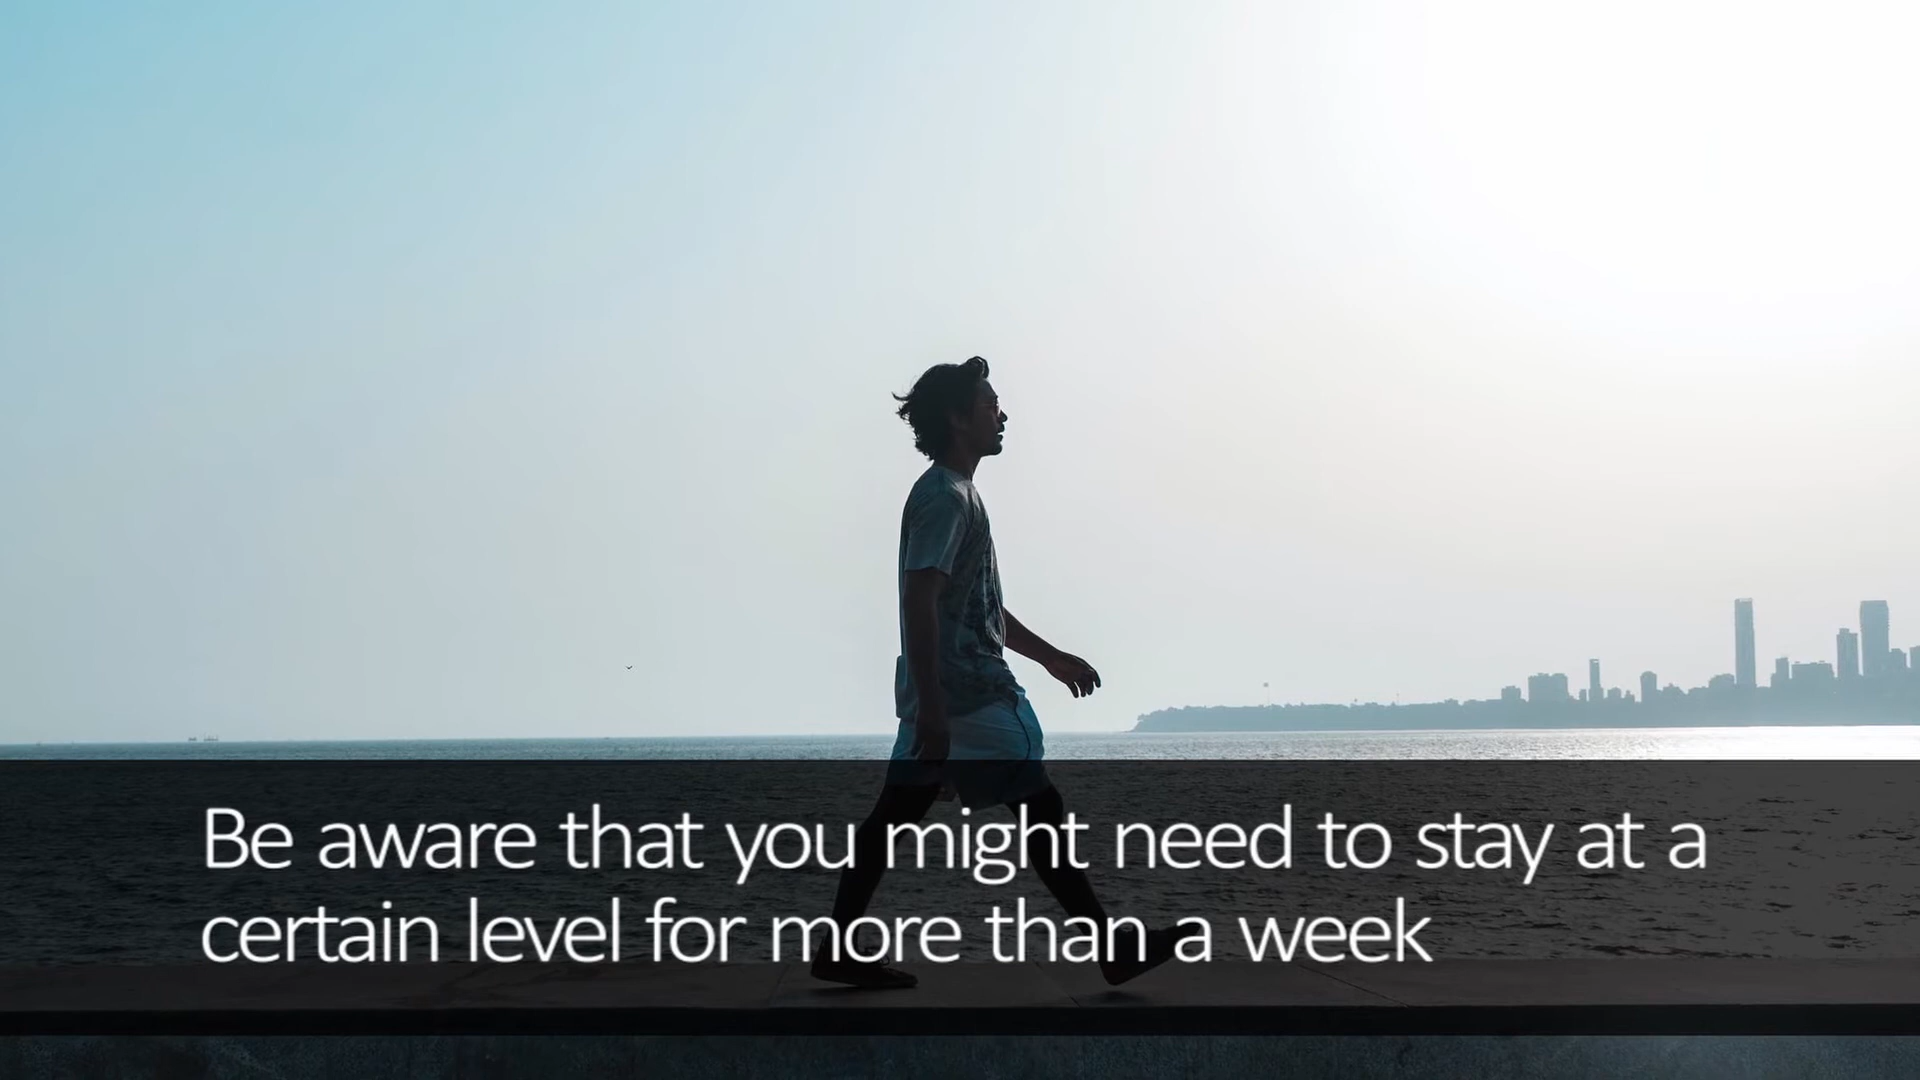 Be aware that you might need to stay at a
certain level for more than a week